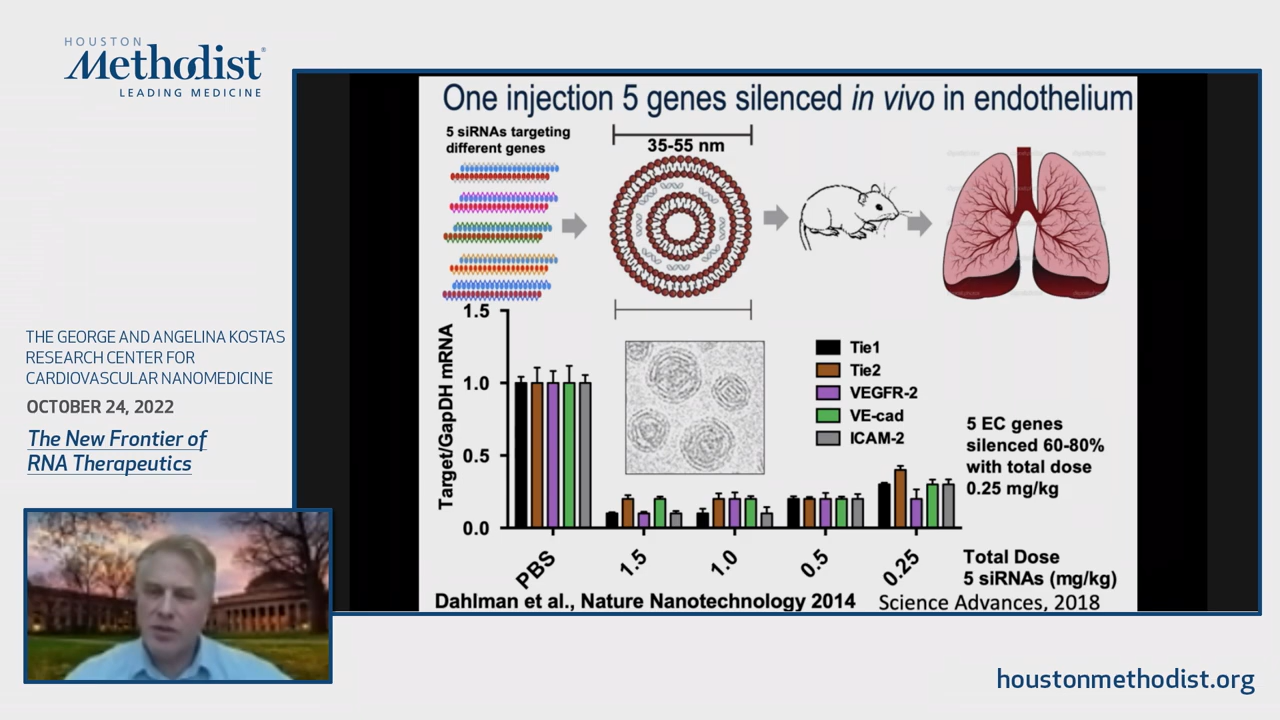 HOUSTON
Methodist®
LEADING MEDICINE
THE GEORGE AND ANGELINA KOSTAS
RESEARCH CENTER FOR
CARDIOVASCULAR NANOMEDICINE
OCTOBER 24, 2022
The New Frontier of
RNA Therapeutics
One injection 5 genes silenced in vivo in endothelium
5 siRNAs targeting
different genes
35-55 nm
Target/GapDH mRNA
1.5
1.0
0.5
0.0
PBS
1.5
1.0
0.5
0.25
Tie1
Tie2
VEGFR-2
VE-cad
ICAM-2
5 EC genes
silenced 60-80%
with total dose
0.25 mg/kg
Total Dose
5 siRNAs (mg/kg)
Dahlman et al., Nature Nanotechnology 2014
Science Advances, 2018
houstonmethodist.org